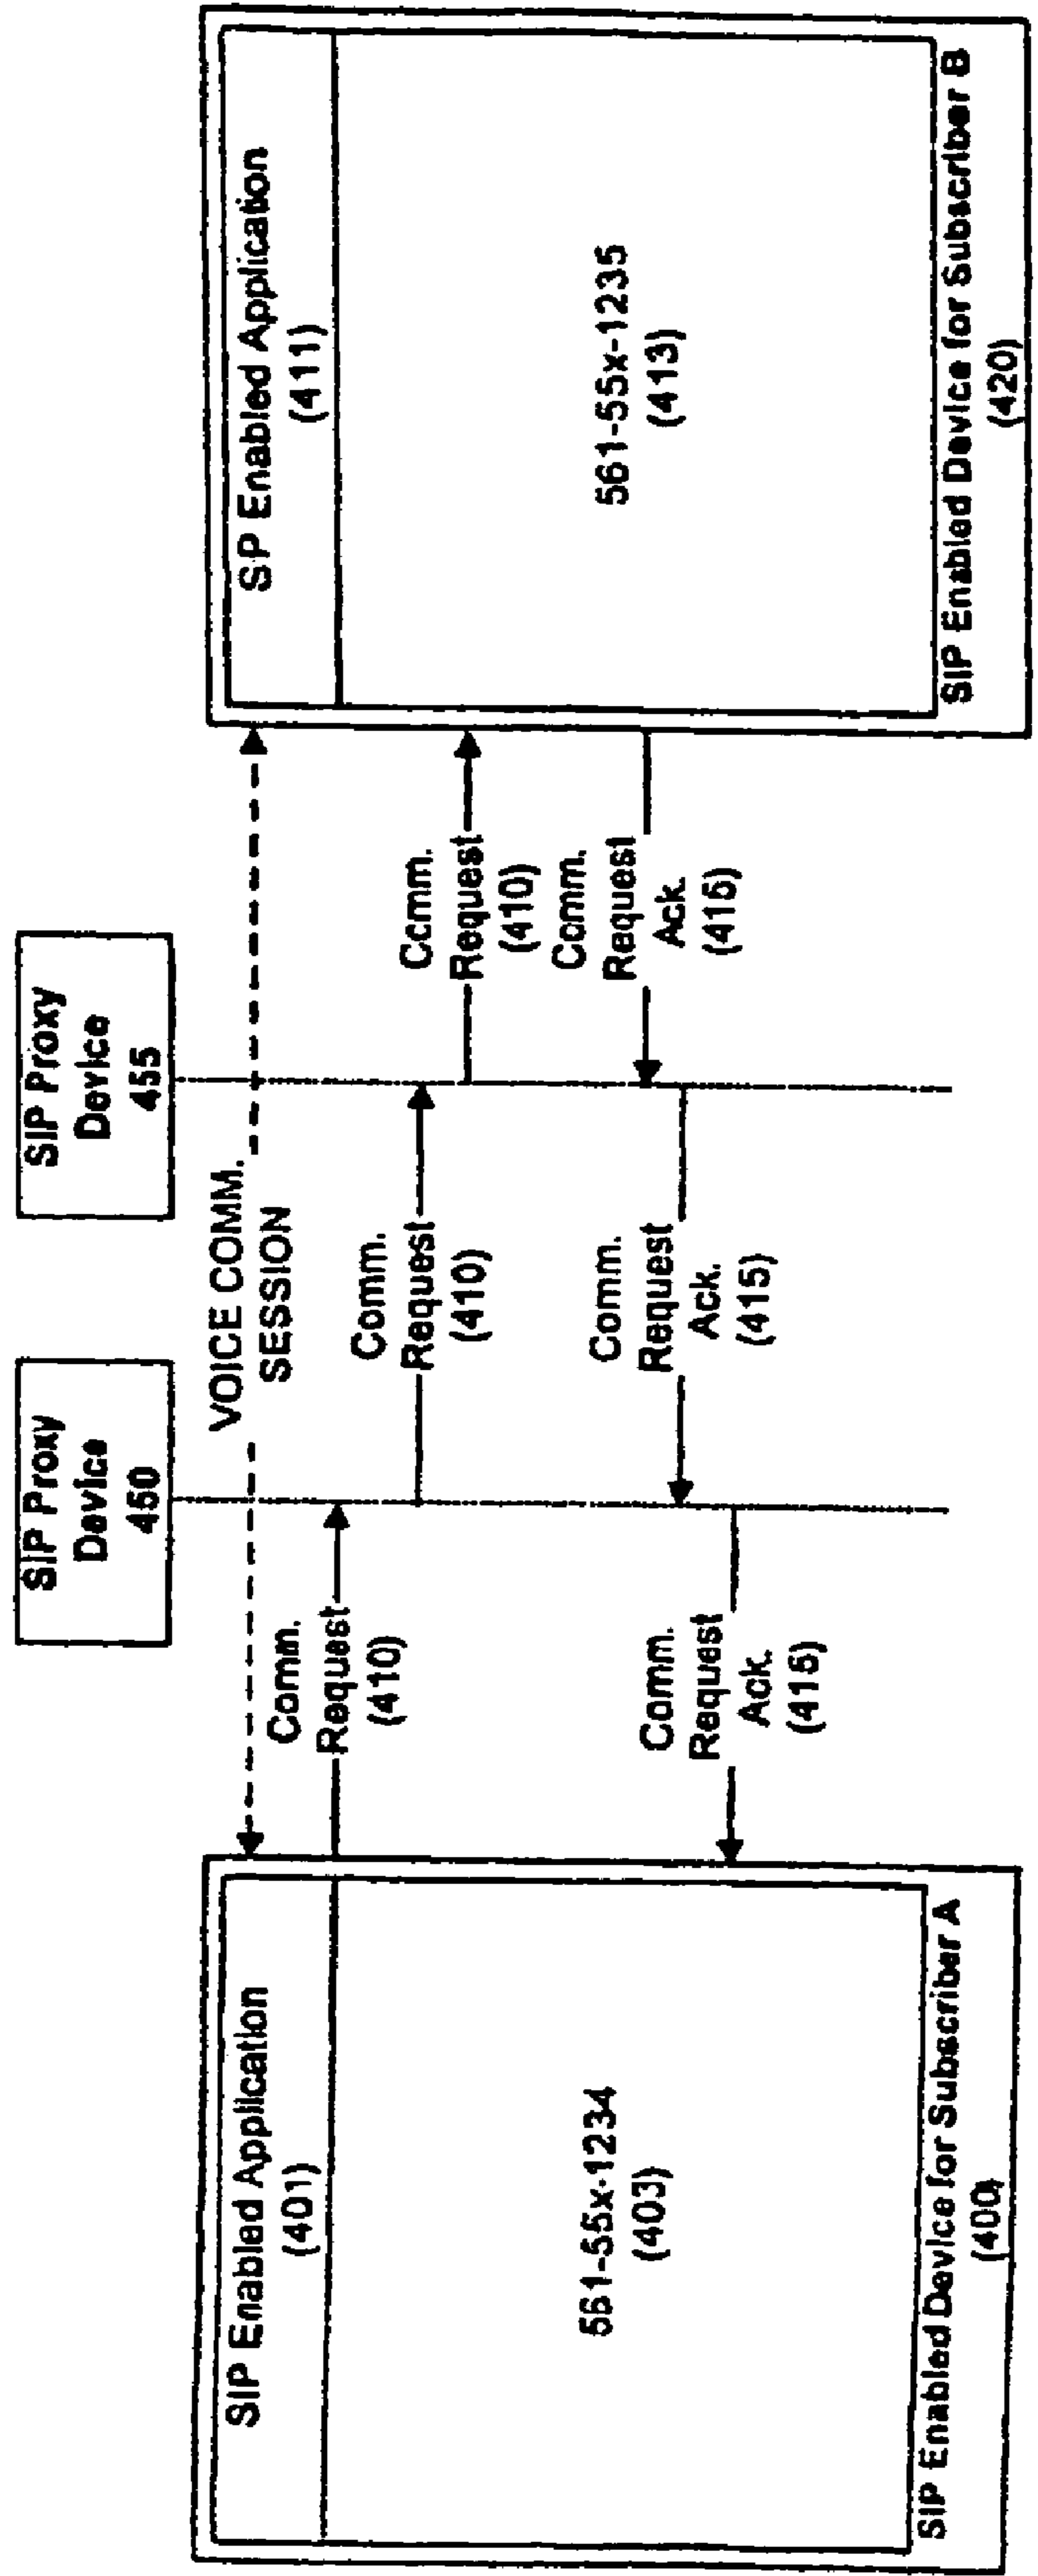 SIP Proxy
Device
450
SIP Proxy
Device
455
VOICE COMM.
SESSION
SIP Enabled Application
(401)
561-55x-1234
(403)
SIP Enabled Device for Subscriber A
(400)
Comm.
Request
(410)
Comm.
Request
(410)
Comm.
Request
(410)
Comm.
Request
Ack.
(415)
Comm.
Request
Ack.
(415)
Comm.
Request
Ack.
(415)
SIP Enabled Application
(411)
561-55x-1235
(413)
SIP Enabled Device for Subscriber B
(420)